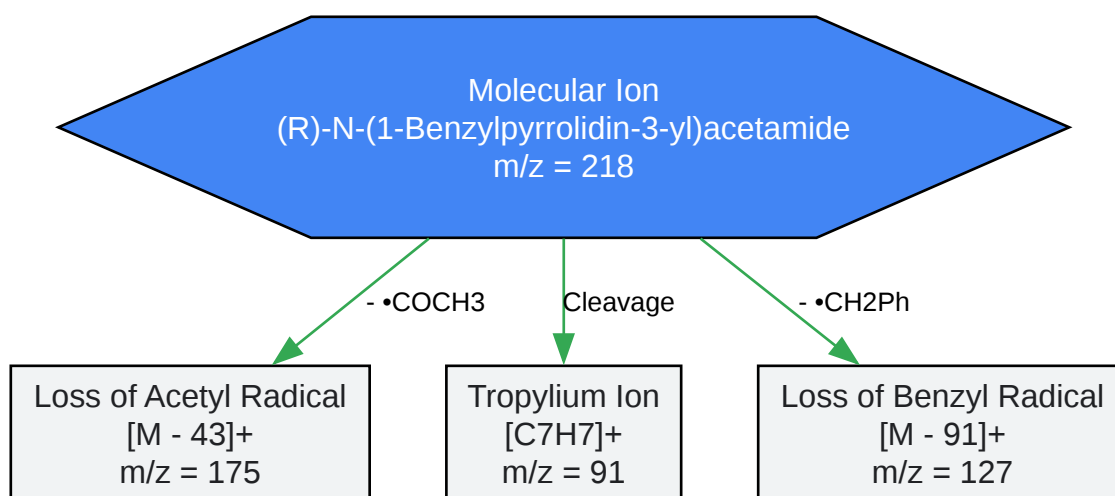 Molecular Ion
(R)-N-(1-Benzylpyrrolidin-3-yl)acetamide
m/z = 218
- •COCH3
Cleavage
- •CH2Ph
Loss of Acetyl Radical
[M - 43]+
m/z = 175
Tropylium Ion
[C7H7]+
m/z = 91
Loss of Benzyl Radical
[M - 91]+
m/z = 127